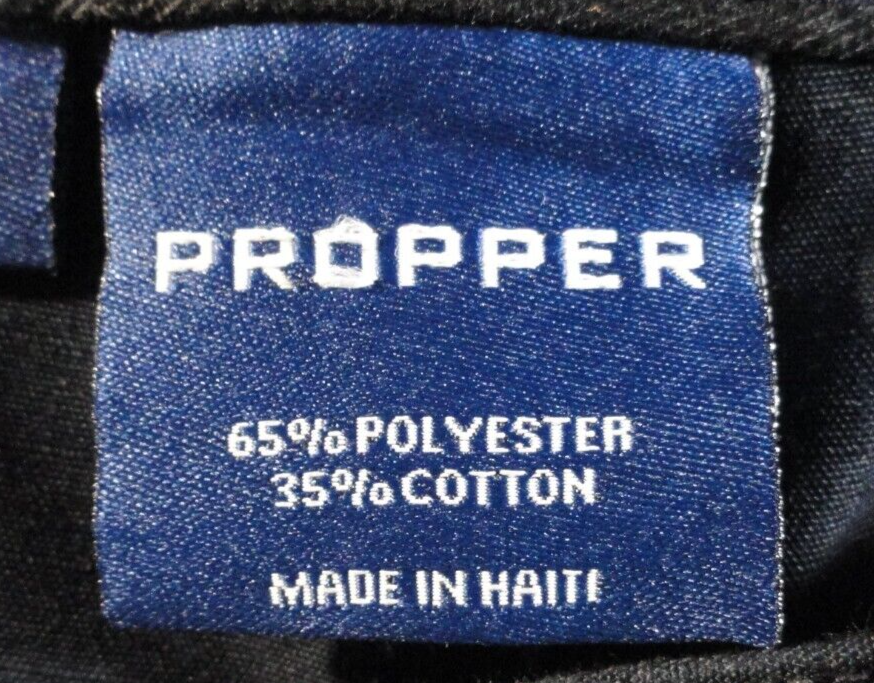 PROPPER
65% POLYESTER
35% COTTON
MADE IN HAITI